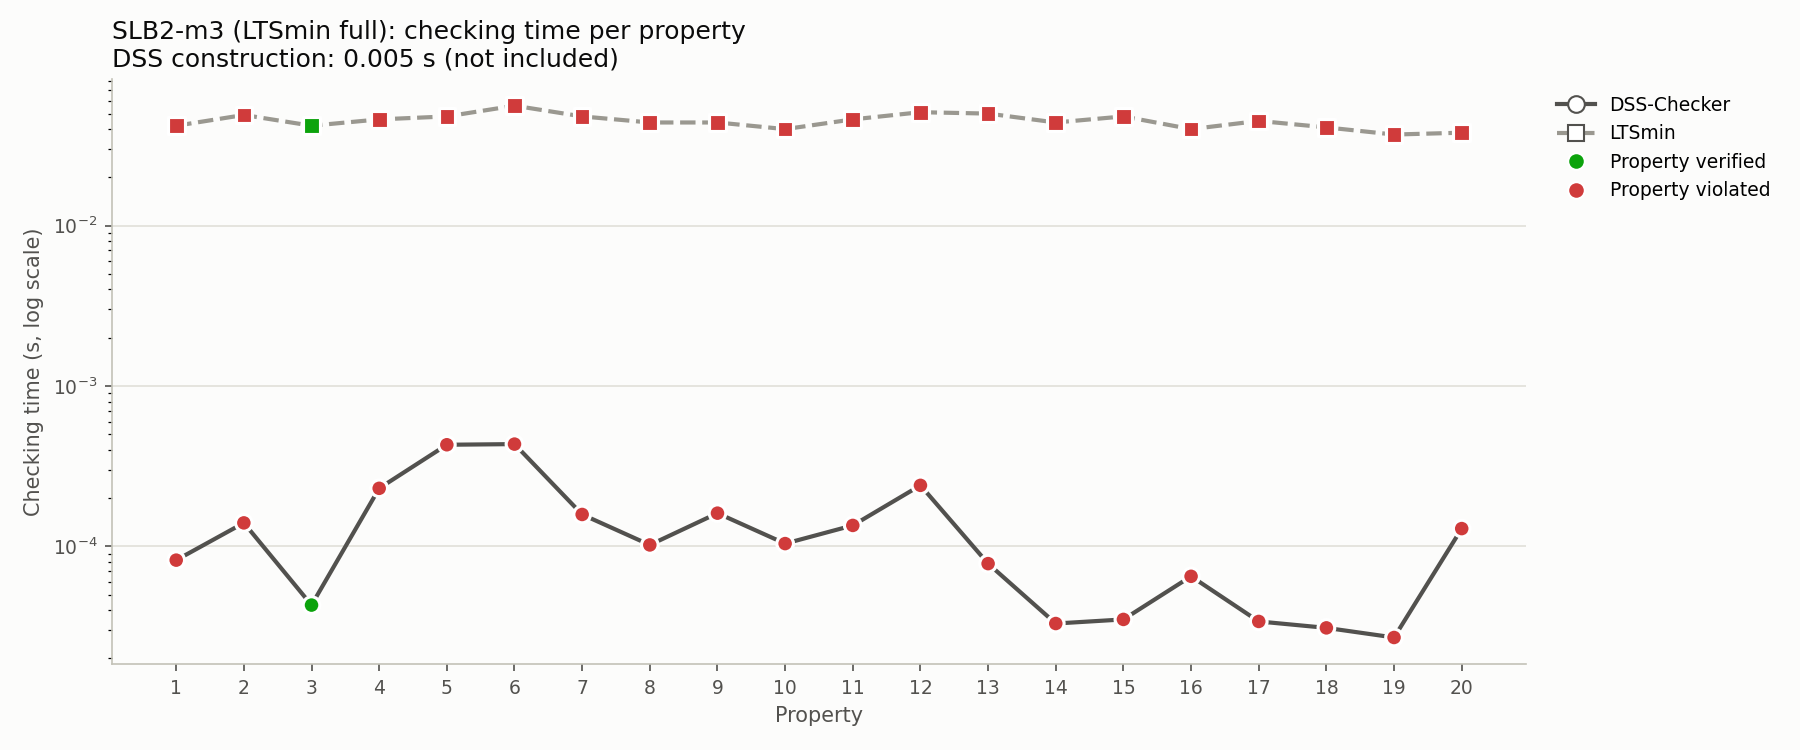 SLB2-m3 (LTSmin full): checking time per property
DSS construction: 0.005 s (not included)
DSS-Checker
LTSmin
Property verified
Property violated
Checking time (s, log scale)
10⁻²
10⁻³
10⁻⁴
1 2 3 4 5 6 7 8 9 10 11 12 13 14 15 16 17 18 19 20
Property